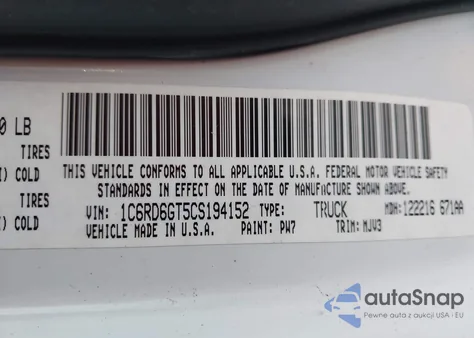 0 LB
TIRES
) COLD
TIRES
) COLD
THIS VEHICLE CONFORMS TO ALL APPLICABLE U.S.A. FEDERAL MOTOR VEHICLE SAFETY
STANDARDS IN EFFECT ON THE DATE OF MANUFACTURE SHOWN ABOVE.
VIN: 1C6RD6GT5CS194152 TYPE: TRUCK MDH: 122216 671AA
VEHICLE MADE IN U.S.A. PAINT: PW7 TRIM: MJV3
autoSnap
Pewne auta z aukcji USA - EU